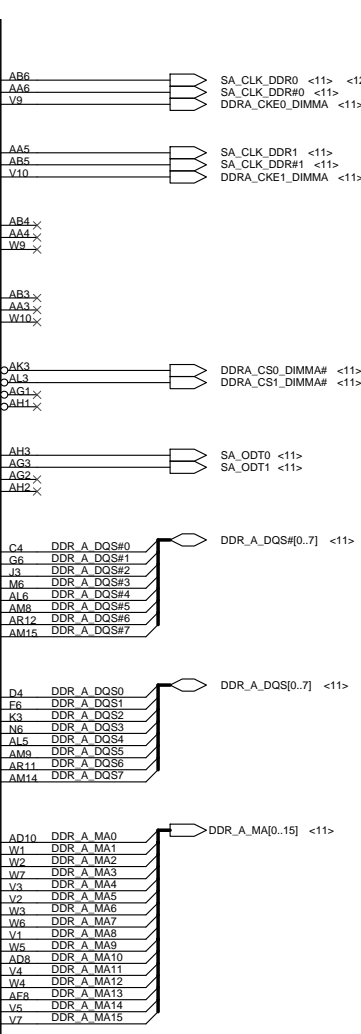 AB6 SA_CLK_DDR0 <11> <12
AA6 SA_CLK_DDR#0 <11>
V9 DDRA_CKE0_DIMMA <11>
AA5 SA_CLK_DDR1 <11>
AB5 SA_CLK_DDR#1 <11>
V10 DDRA_CKE1_DIMMA <11>
AB4
AA4
W9
AB3
AA3
W10
AK3 DDRA_CS0_DIMMA# <11>
AL3 DDRA_CS1_DIMMA# <11>
AG1
AH1
AH3 SA_ODT0 <11>
AG3 SA_ODT1 <11>
AG2
AH2
DDR_A_DQS#[0..7] <11>
C4 DDR_A_DQS#0
G6 DDR_A_DQS#1
J3 DDR_A_DQS#2
M6 DDR_A_DQS#3
AL6 DDR_A_DQS#4
AM8 DDR_A_DQS#5
AR12 DDR_A_DQS#6
AM15 DDR_A_DQS#7
DDR_A_DQS[0..7] <11>
D4 DDR_A_DQS0
F6 DDR_A_DQS1
K3 DDR_A_DQS2
N6 DDR_A_DQS3
AL5 DDR_A_DQS4
AM9 DDR_A_DQS5
AR11 DDR_A_DQS6
AM14 DDR_A_DQS7
DDR_A_MA[0..15] <11>
AD10 DDR_A_MA0
W1 DDR_A_MA1
W2 DDR_A_MA2
W7 DDR_A_MA3
V3 DDR_A_MA4
V2 DDR_A_MA5
W3 DDR_A_MA6
W6 DDR_A_MA7
V1 DDR_A_MA8
W5 DDR_A_MA9
AD8 DDR_A_MA10
V4 DDR_A_MA11
W4 DDR_A_MA12
AF8 DDR_A_MA13
V5 DDR_A_MA14
V7 DDR_A_MA15